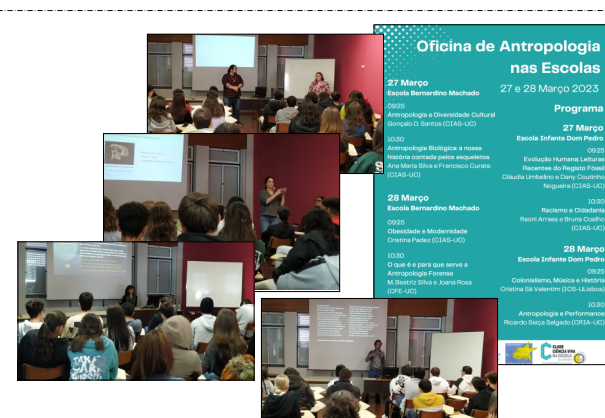 Oficina de Antropologia
nas Escolas
27 e 28 Março 2023
Programa
27 Março
Escola Bernardino Machado
09:25
Antropologia e Diversidade Cultural
Gonçalo D. Santos (CIAS-UC)
10:30
Antropologia Biológica: a nossa
história contada pelos esqueletos
Ana Maria Silva e Francisco Curate
(CIAS-UC)
28 Março
Escola Bernardino Machado
09:25
Obesidade e Modernidade
Cristina Padez (CIAS-UC)
10:30
O que é e para que serve a
Antropologia Forense
M. Beatriz Silva e Joana Rosa
(CFE-UC)
27 Março
Escola Infante Dom Pedro
09:25
Evolução Humana: Leituras
Recentes do Registo Fóssil
Cláudia Umbelino e Dany Coutinho
Nogueira (CIAS-UC)
10:30
Racismo e Cidadania
Raoni Arraes e Bruna Coelho
(CIAS-UC)
28 Março
Escola Infante Dom Pedro
09:25
Colonialismo, Música e História
Cristina Sá Valentim (ICS-ULisboa)
10:30
Antropologia e Performance
Ricardo Seiça Salgado (CRIA-UC)
CLUBE
CIÊNCIA VIVA
NA ESCOLA
TAKE